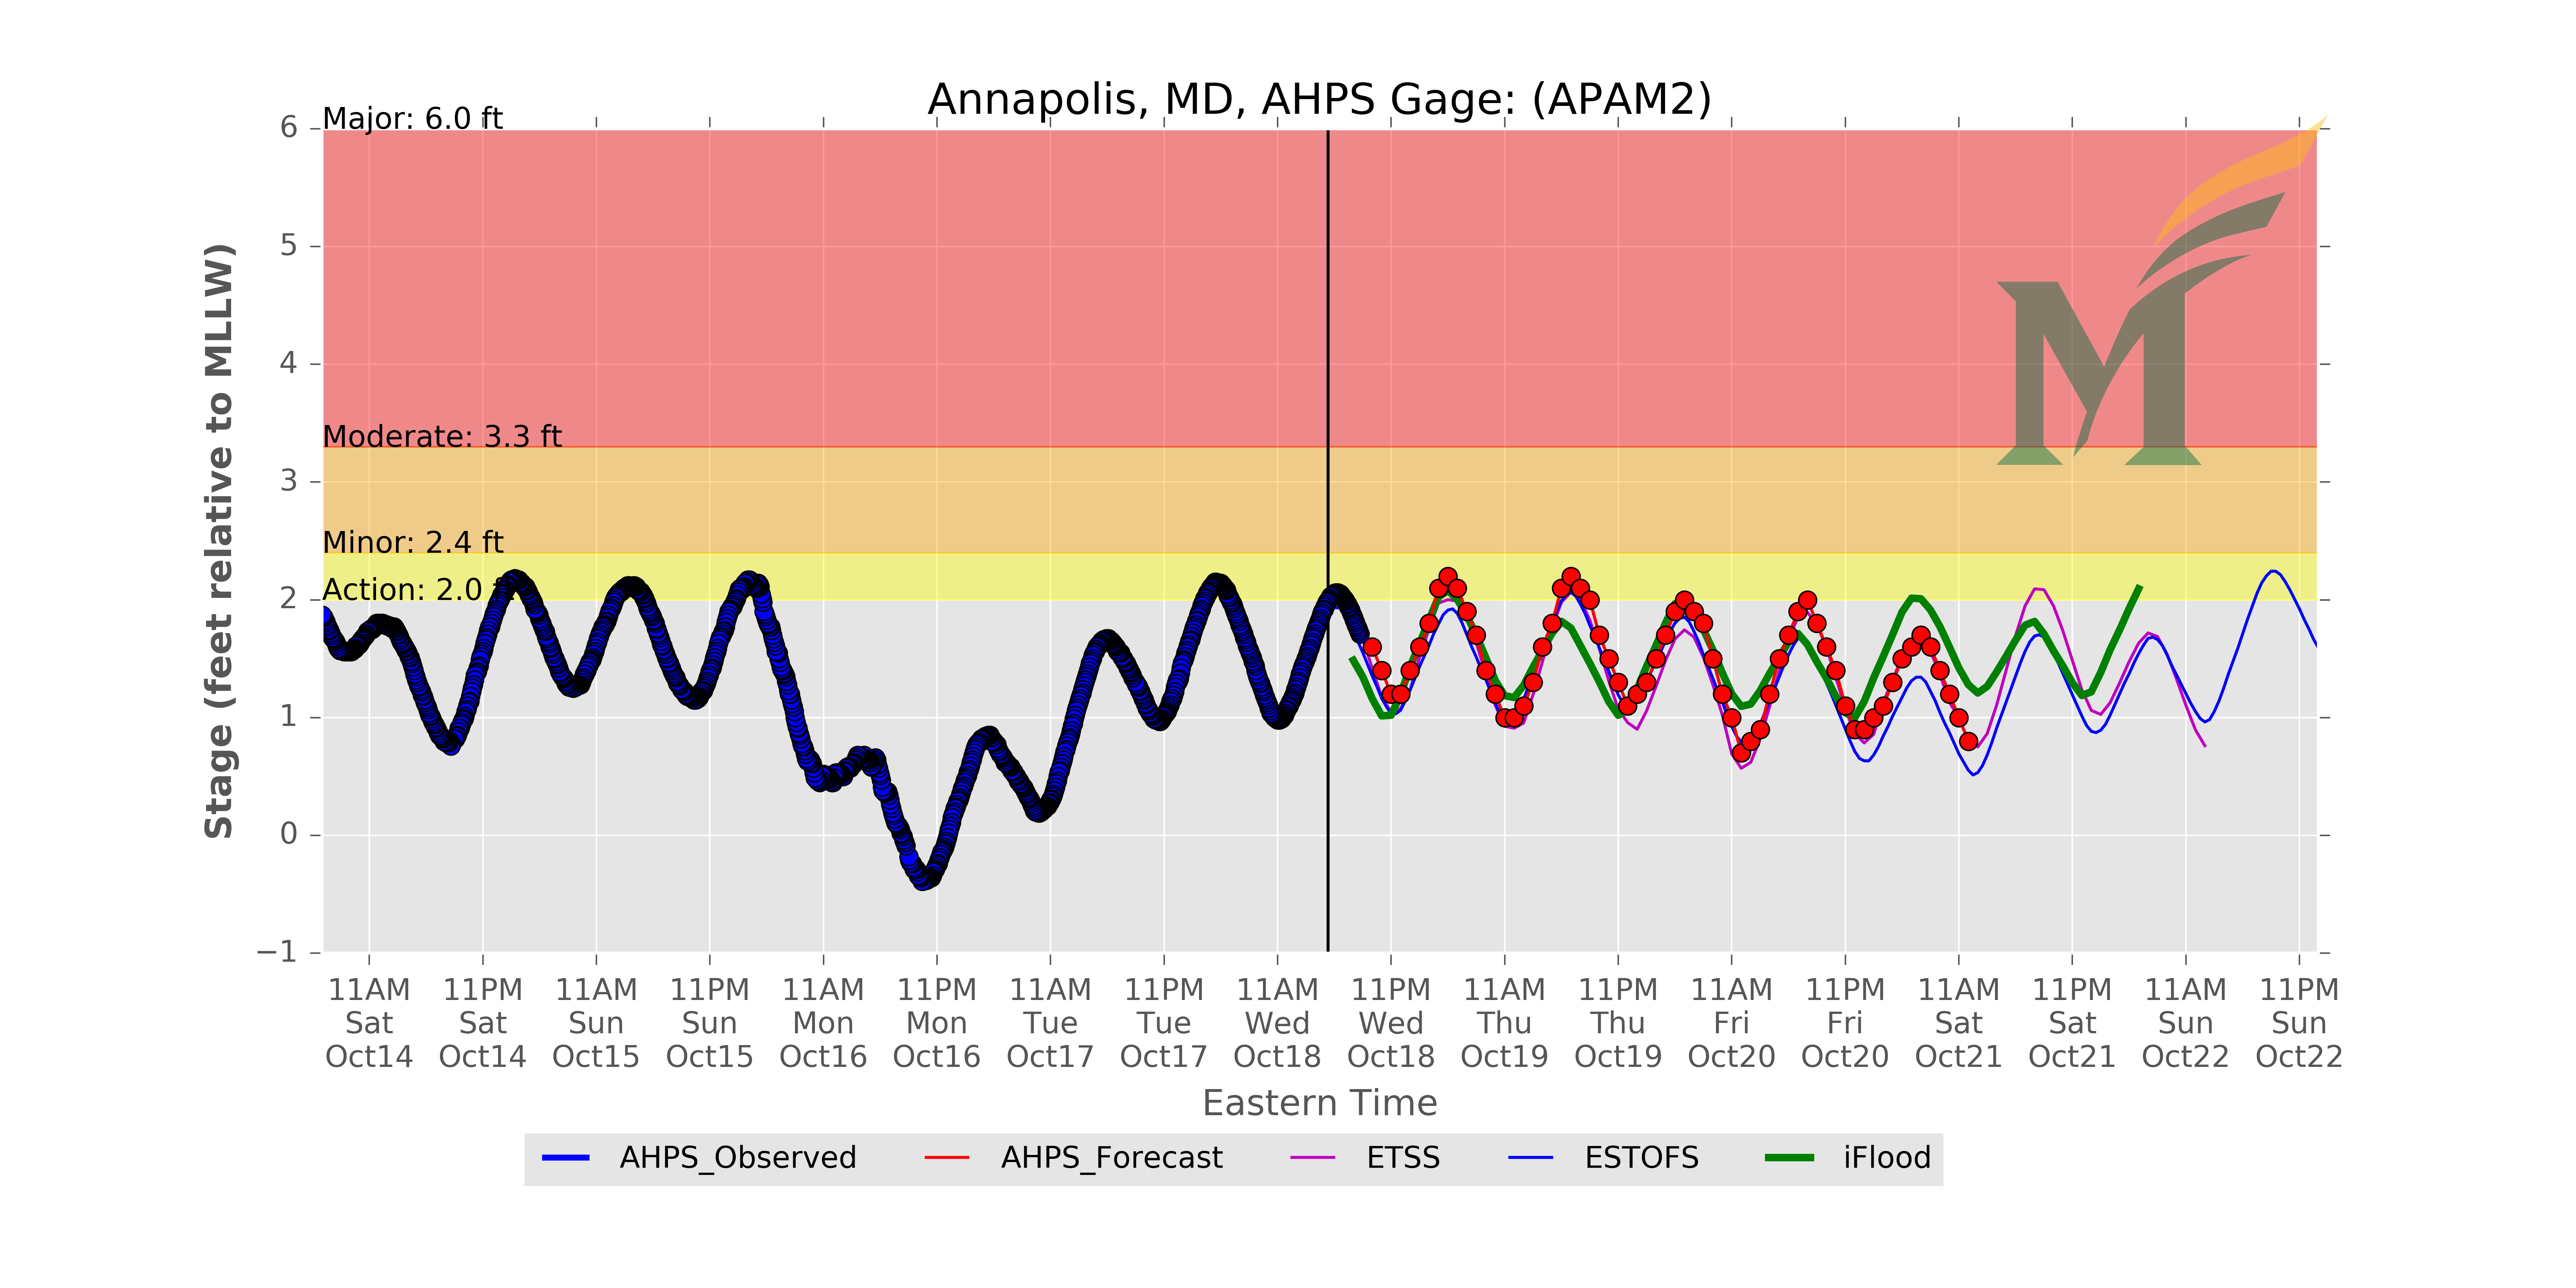 Annapolis, MD, AHPS Gage: (APAM2)
Major: 6.0 ft
Moderate: 3.3 ft
Minor: 2.4 ft
Action: 2.0 ft
6
5
4
3
2
1
0
−1
Stage (feet relative to MLLW)
11AM 11PM 11AM 11PM 11AM 11PM 11AM 11PM 11AM 11PM 11AM 11PM 11AM 11PM 11AM 11PM 11AM 11PM
Sat Sat Sun Sun Mon Mon Tue Tue Wed Wed Thu Thu Fri Fri Sat Sat Sun Sun
Oct14 Oct14 Oct15 Oct15 Oct16 Oct16 Oct17 Oct17 Oct18 Oct18 Oct19 Oct19 Oct20 Oct20 Oct21 Oct21 Oct22 Oct22
Eastern Time
AHPS_Observed AHPS_Forecast ETSS ESTOFS iFlood
M